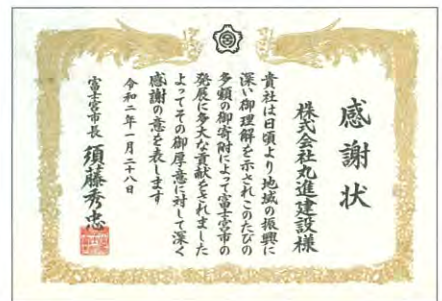 感謝状
株式会社丸進建設様
貴社は日頃より地域の振興に
深い御理解を示されこのたびの
多額の御寄附によって富士宮市の
発展に多大な貢献をされました
よってその御厚意に対して深く
感謝の意を表します
令和二年一月二十八日
富士宮市長 須藤秀忠